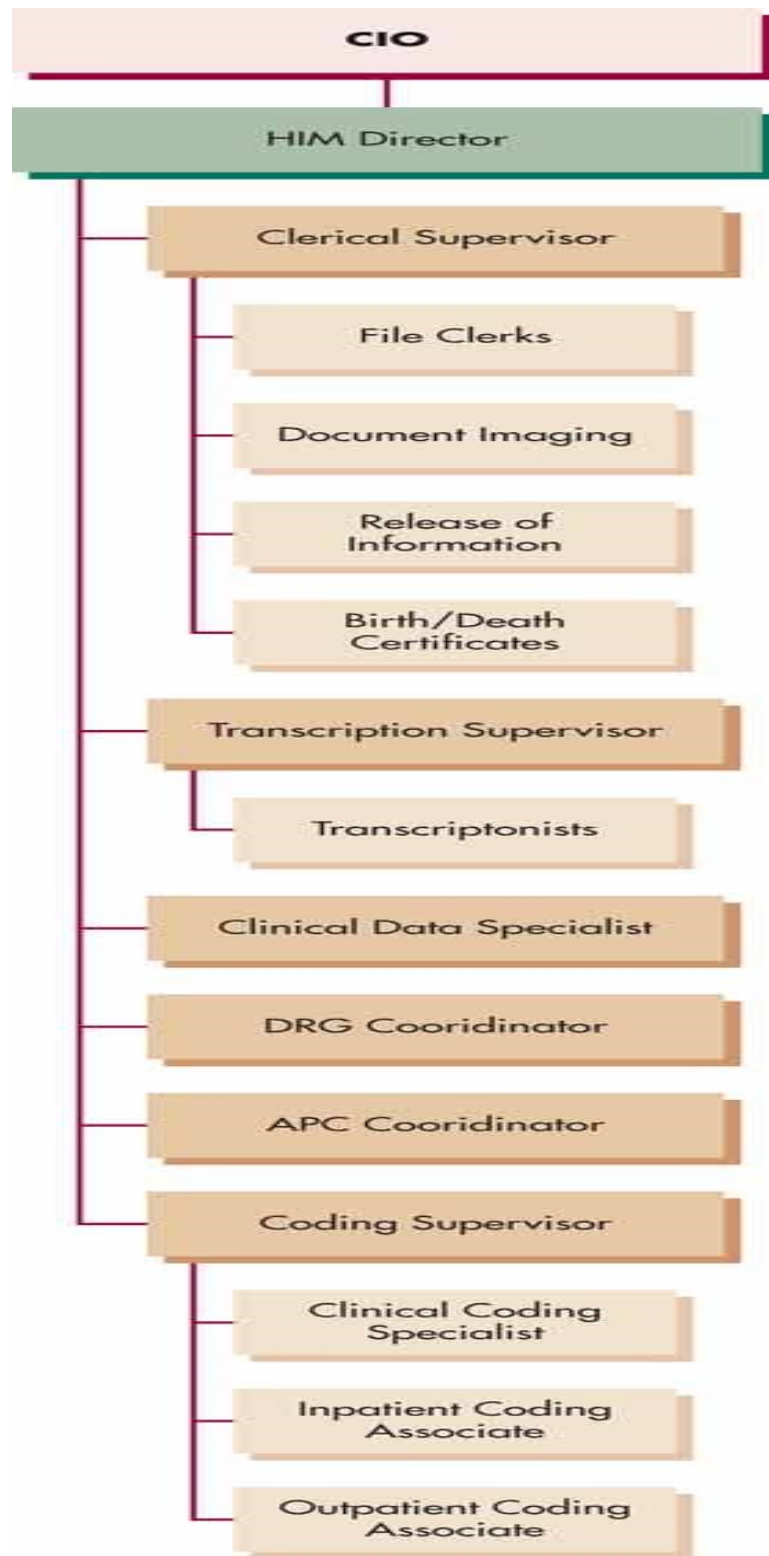 CIO
HIM Director
Clerical Supervisor
File Clerks
Document Imaging
Release of
Information
Birth/Death
Certificates
Transcription Supervisor
Transcriptonists
Clinical Data Specialist
DRG Cooridinator
APC Cooridinator
Coding Supervisor
Clinical Coding
Specialist
Inpatient Coding
Associate
Outpatient Coding
Associate